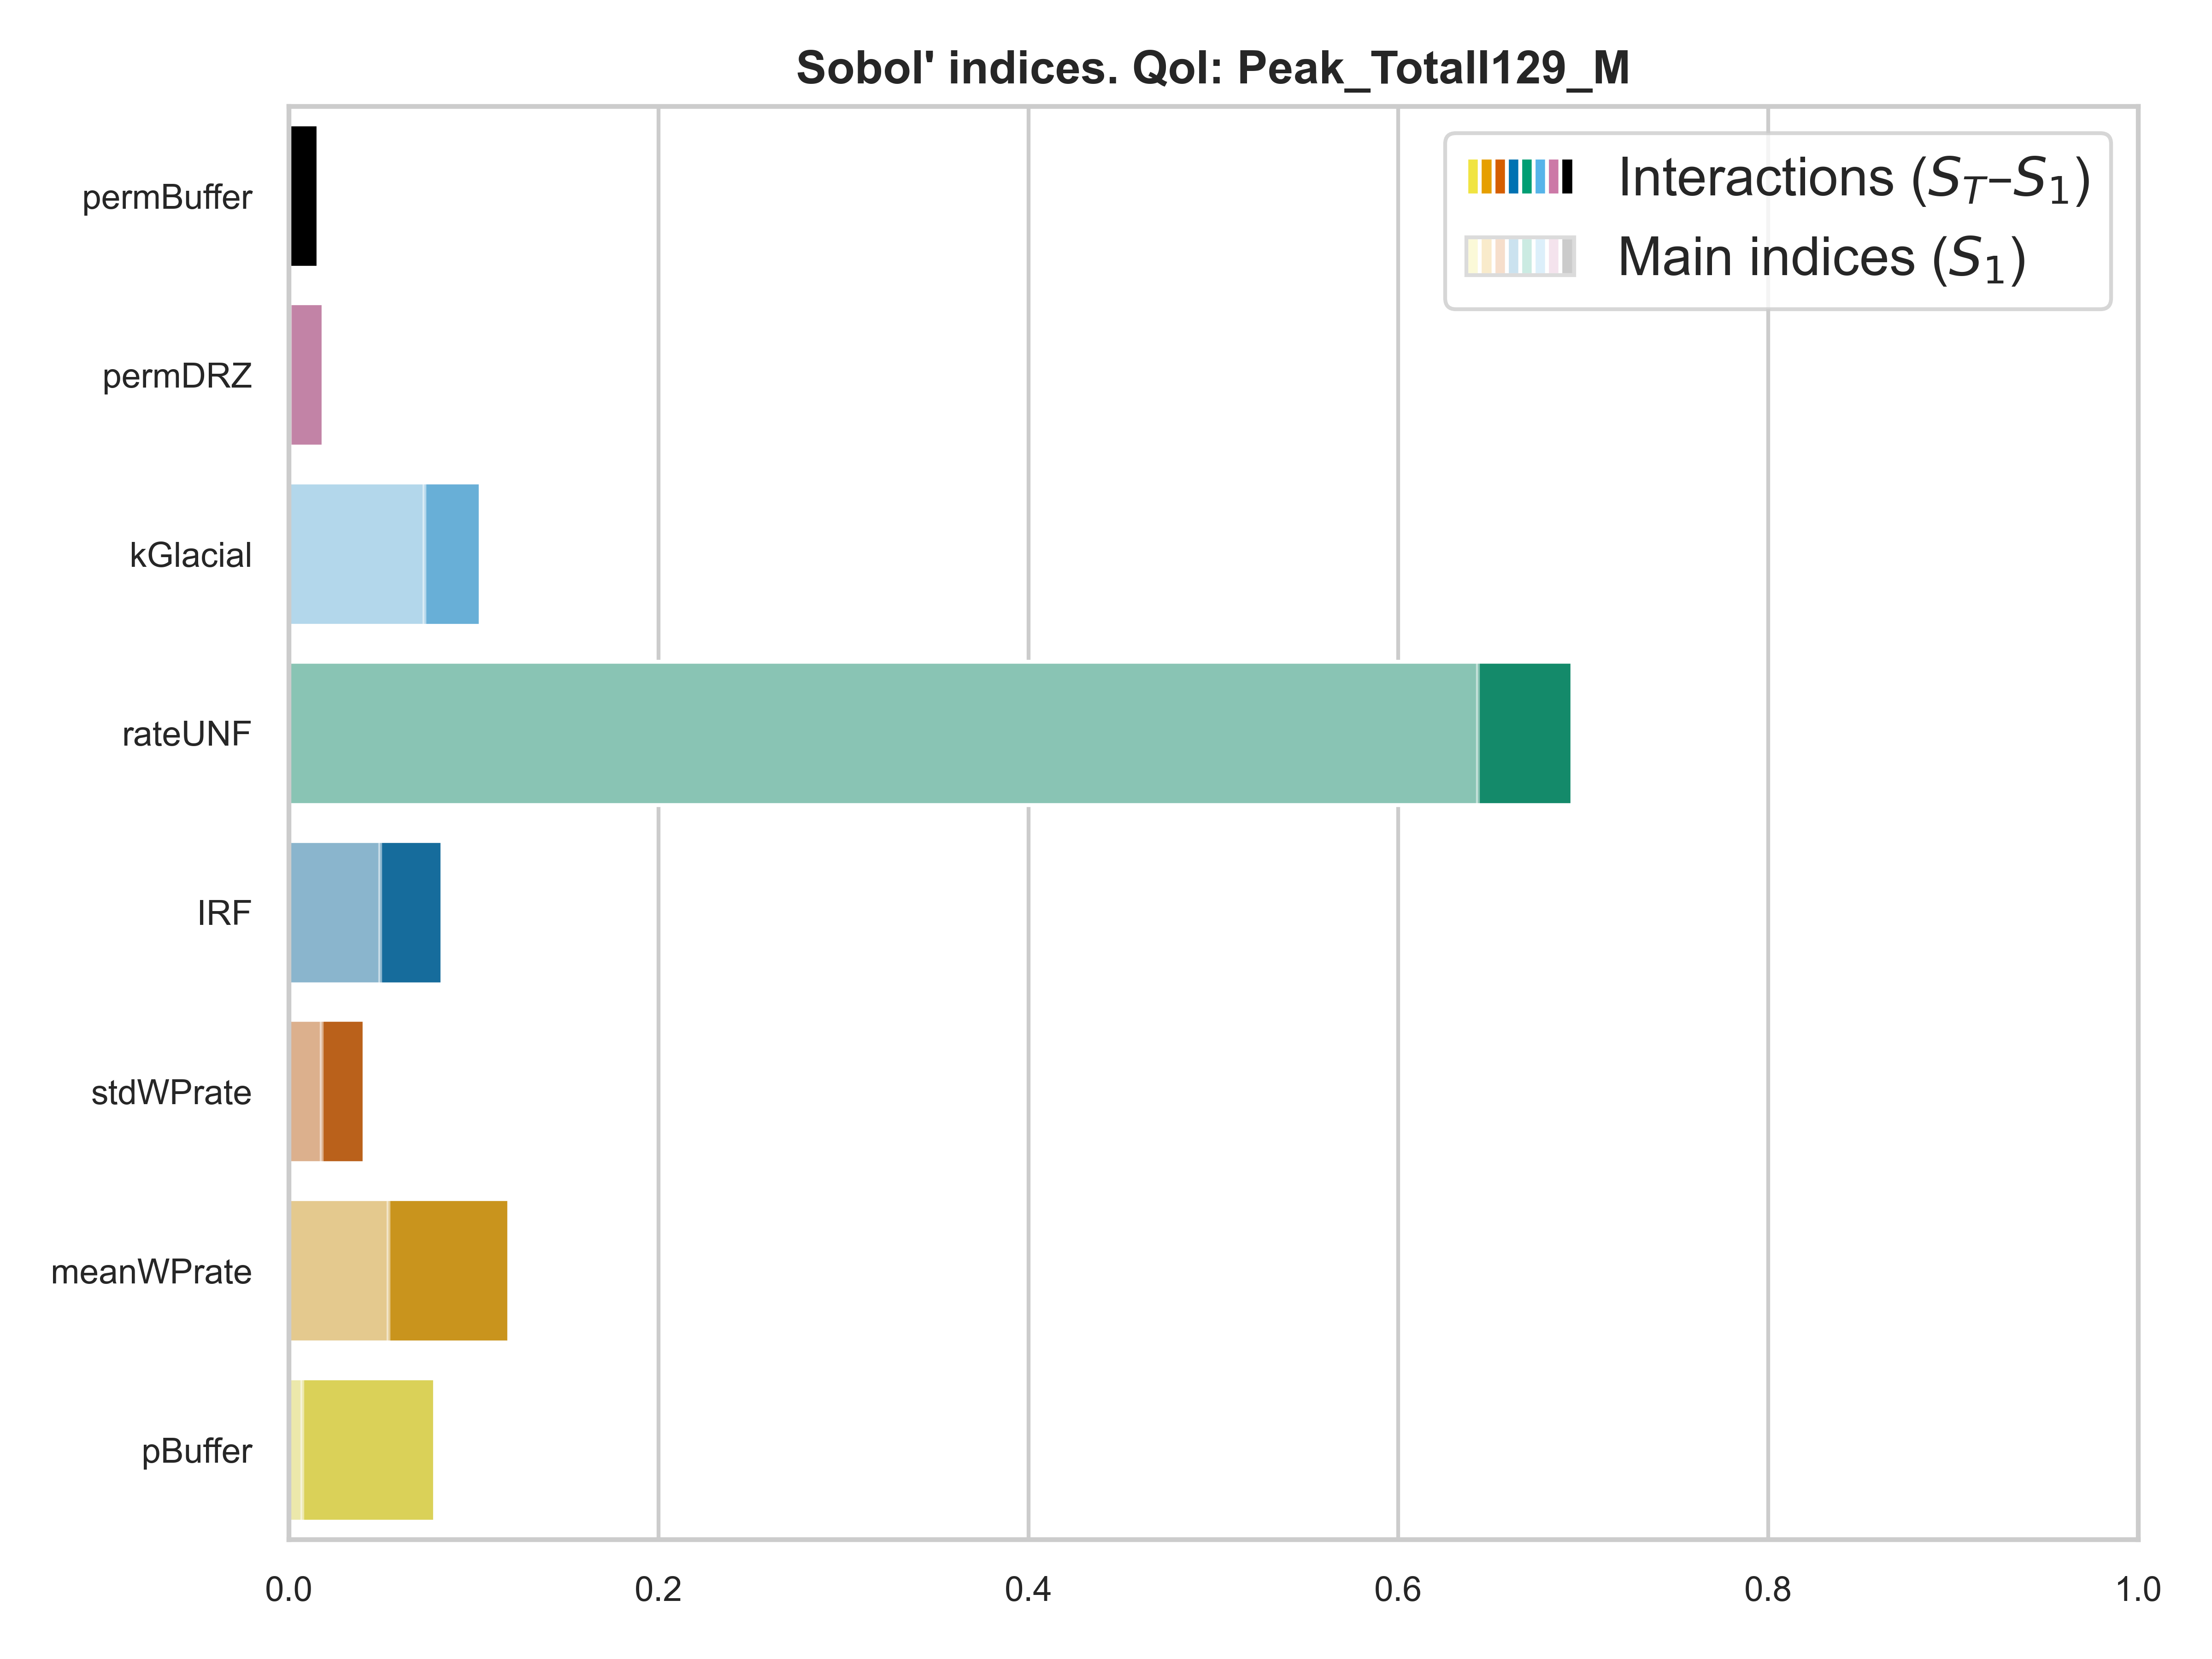 Sobol' indices. QoI: Peak_TotalI129_M
Interactions (S_T–S_1)
Main indices (S_1)
permBuffer
permDRZ
kGlacial
rateUNF
IRF
stdWPrate
meanWPrate
pBuffer
0.0 0.2 0.4 0.6 0.8 1.0